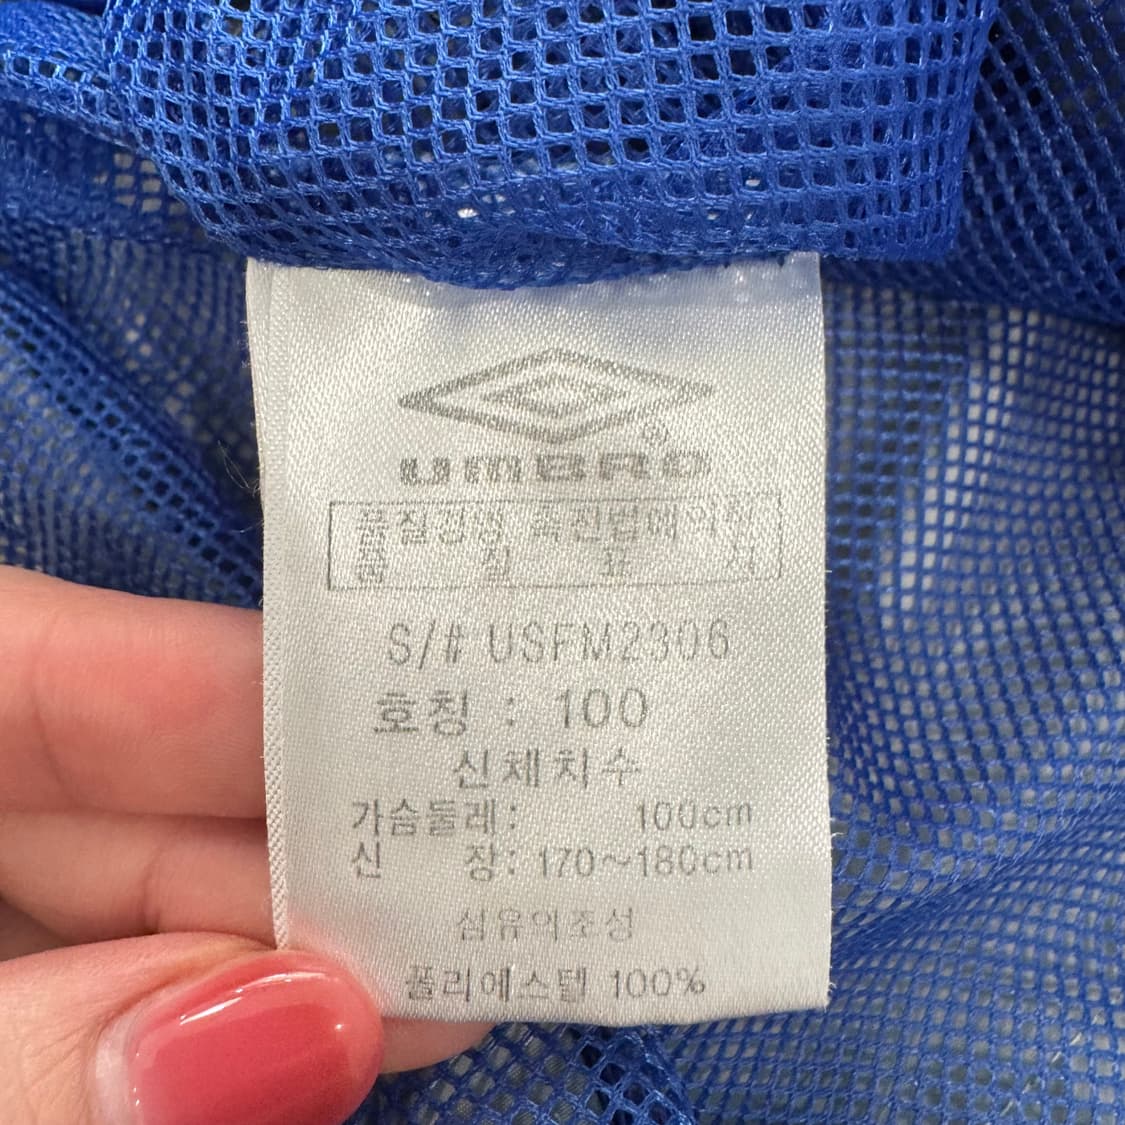 umBRO
품질경영 촉진법에의한
품 질 표 시
S/# USFM2306
호칭 : 100
신체치수
가슴둘레: 100cm
신 장: 170~180cm
섬유의조성
폴리에스텔 100%